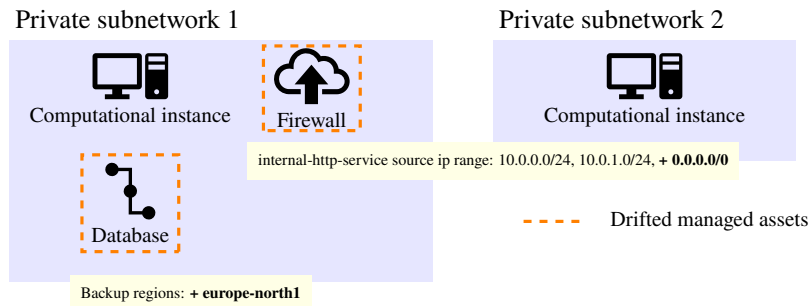 Private subnetwork 1
Private subnetwork 2
Computational instance
Firewall
Computational instance
internal-http-service source ip range: 10.0.0.0/24, 10.0.1.0/24, + 0.0.0.0/0
Database
Drifted managed assets
Backup regions: + europe-north1